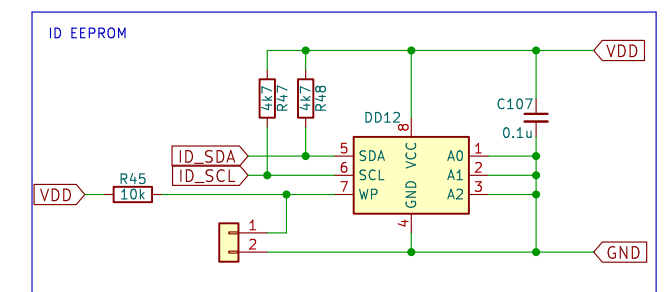 ID EEPROM
VDD
4k7 R47
4k7 R48
C107
0.1u
DD12
8
VCC
ID_SDA
5 SDA
A0 1
ID_SCL
6 SCL
A1 2
R45
VDD
10k
7 WP
A2 3
GND
4
1
2
GND